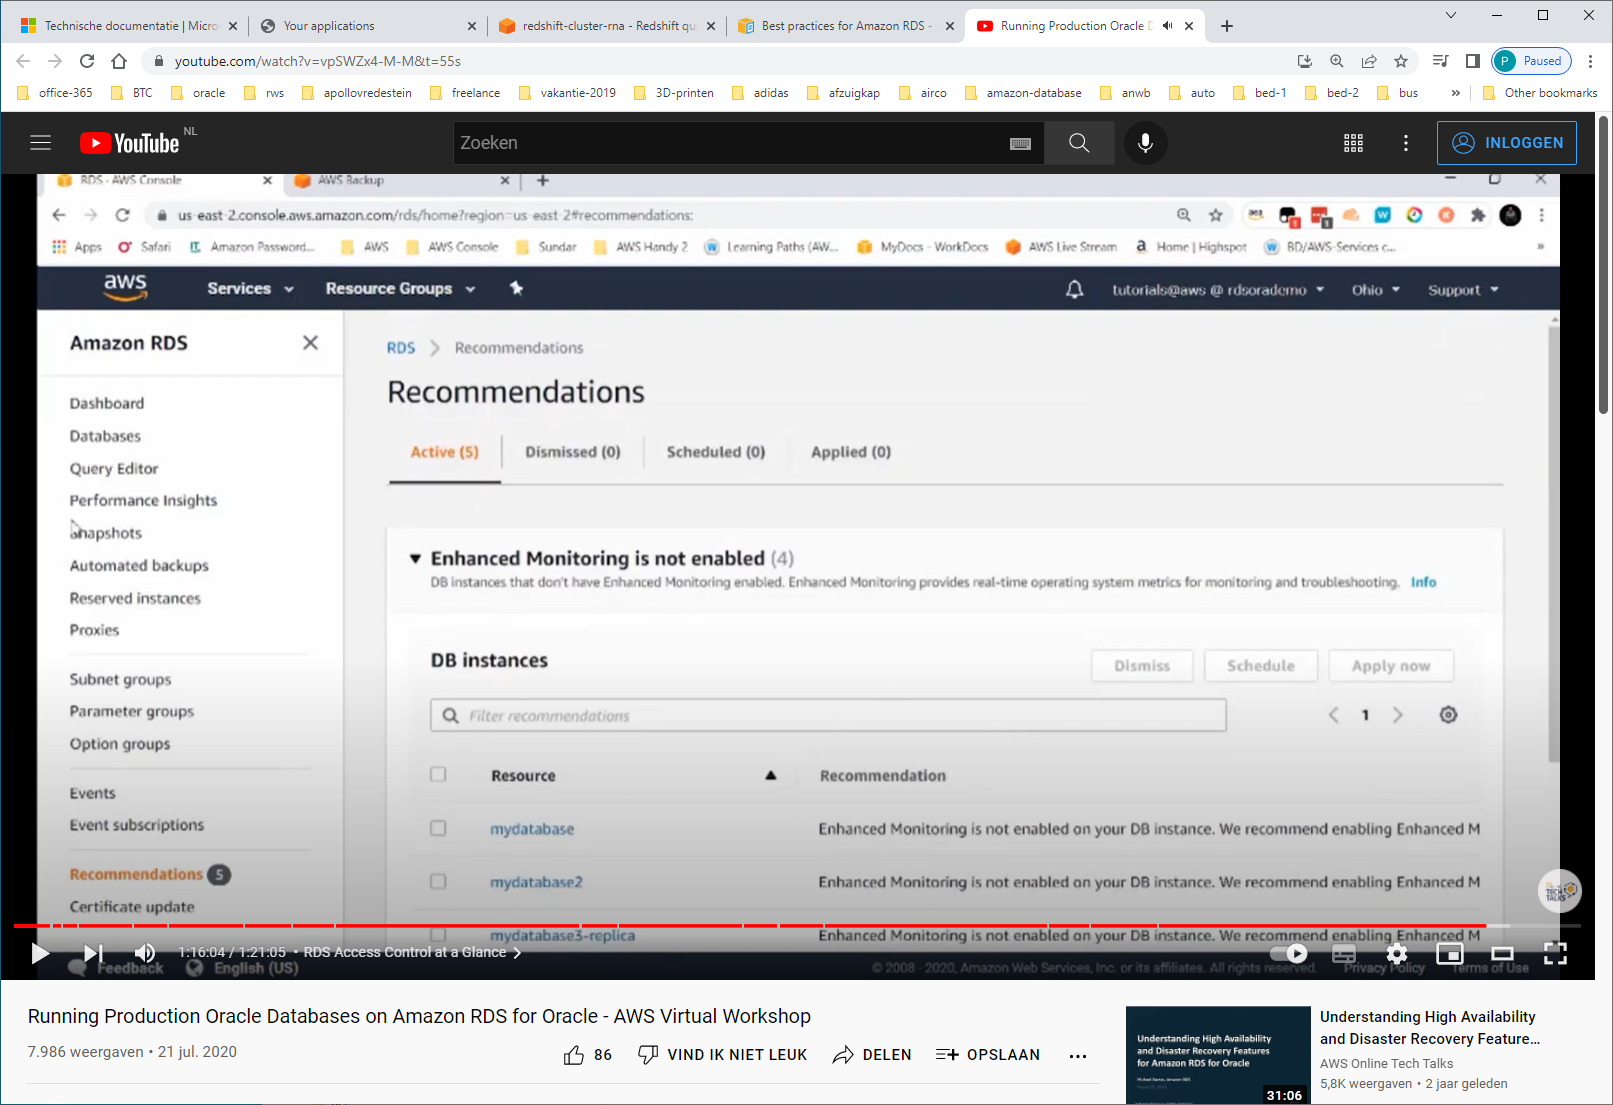 Technische documentatie | Micro
Your applications
redshift-cluster-rna - Redshift qu
Best practices for Amazon RDS -
Running Production Oracle D
youtube.com/watch?v=vpSWZx4-M-M&t=55s
P Paused
office-365 BTC oracle rws apollovredestein freelance vakantie-2019 3D-printen adidas afzuigkap airco amazon-database anwb auto bed-1 bed-2 bus » Other bookmarks
YouTube NL
Zoeken
INLOGGEN
RDS - AWS Console
AWS Backup
us-east-2.console.aws.amazon.com/rds/home?region=us-east-2#recommendations:
Apps Safari Amazon Password... AWS AWS Console Sundar AWS Handy 2 Learning Paths (AW... MyDocs - WorkDocs AWS Live Stream Home | Highspot BD/AWS-Services c... »
aws Services Resource Groups tutorials@aws @ rdsorademo Ohio Support
Amazon RDS
Dashboard
Databases
Query Editor
Performance Insights
Snapshots
Automated backups
Reserved instances
Proxies
Subnet groups
Parameter groups
Option groups
Events
Event subscriptions
Recommendations 5
Certificate update
RDS > Recommendations
Recommendations
Active (5) Dismissed (0) Scheduled (0) Applied (0)
Enhanced Monitoring is not enabled (4)
DB instances that don't have Enhanced Monitoring enabled. Enhanced Monitoring provides real-time operating system metrics for monitoring and troubleshooting. Info
DB instances
Dismiss Schedule Apply now
Filter recommendations
1
Resource Recommendation
mydatabase Enhanced Monitoring is not enabled on your DB instance. We recommend enabling Enhanced M
mydatabase2 Enhanced Monitoring is not enabled on your DB instance. We recommend enabling Enhanced M
mydatabase3-replica Enhanced Monitoring is not enabled on your DB instance. We recommend enabling Enhanced M
TECH TALKS
1:16:04 / 1:21:05 • RDS Access Control at a Glance
Feedback English (US) © 2008 - 2020, Amazon Web Services, Inc. or its affiliates. All rights reserved. Privacy Policy Terms of Use
Running Production Oracle Databases on Amazon RDS for Oracle - AWS Virtual Workshop
7.986 weergaven • 21 jul. 2020
86 VIND IK NIET LEUK DELEN OPSLAAN
Understanding High Availability
and Disaster Recovery Features
for Amazon RDS for Oracle
31:06
Understanding High Availability
and Disaster Recovery Feature...
AWS Online Tech Talks
5,8K weergaven • 2 jaar geleden